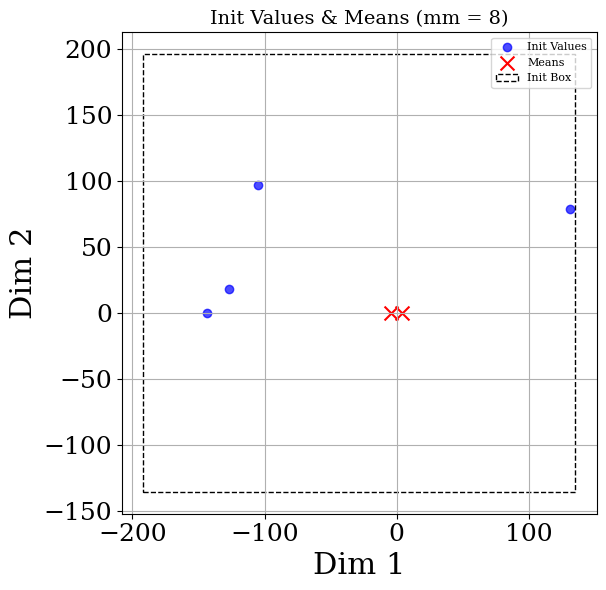 Init Values & Means (mm = 8)
Init Values
Means
Init Box
200
150
100
50
0
−50
−100
−150
Dim 2
−200
−100
0
100
Dim 1